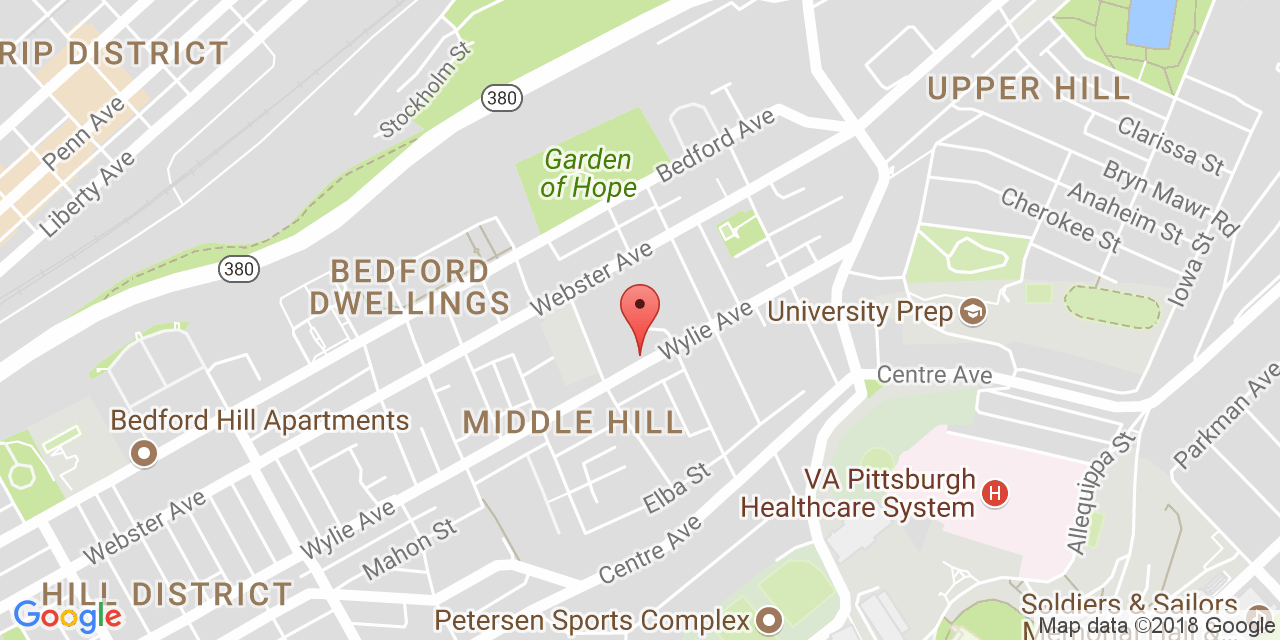 RIP DISTRICT
Stockholm St
380
UPPER HILL
Penn Ave
Liberty Ave
Garden
of Hope
Bedford Ave
Clarissa St
Bryn Mawr Rd
Anaheim St
Cherokee St
Iowa St
380
BEDFORD
DWELLINGS
Webster Ave
Wylie Ave
University Prep
Centre Ave
Parkman Ave
Bedford Hill Apartments
MIDDLE HILL
VA Pittsburgh
Healthcare System
H
Elba St
Allequippa St
Webster Ave
Wylie Ave
Mahon St
Centre Ave
HILL DISTRICT
Google
Petersen Sports Complex
Soldiers & Sailors
Map data ©2018 Google